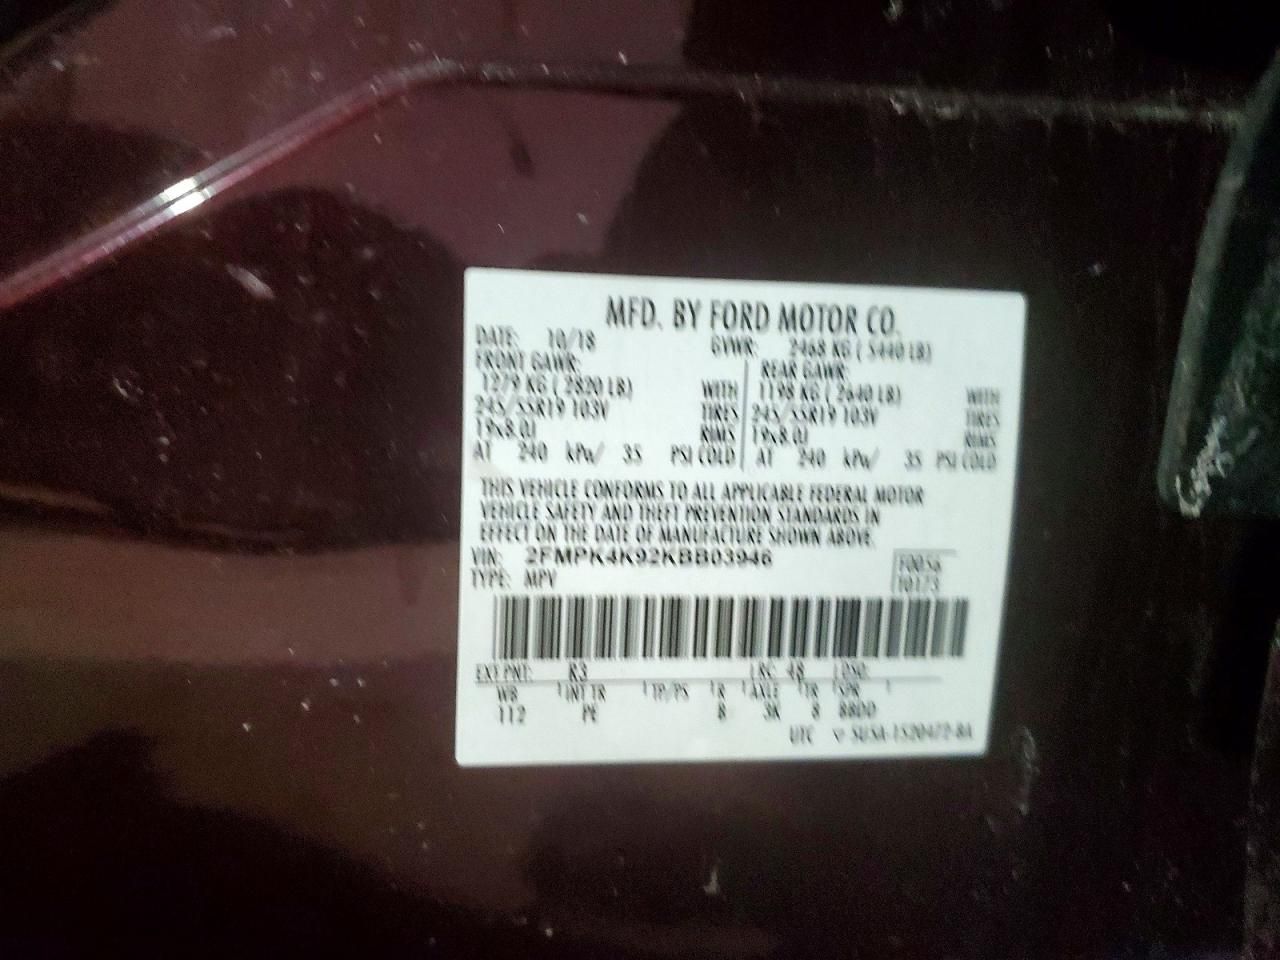 MFD. BY FORD MOTOR CO.
DATE: 10/18 GVWR: 2468 KG ( 5440 LB)
FRONT GAWR: REAR GAWR:
1279 KG ( 2820 LB) WITH 1198 KG ( 2640 LB) WITH
245/55R19 103V TIRES 245/55R19 103V TIRES
19x8.0J RIMS 19x8.0J RIMS
AT 240 kPa/ 35 PSI COLD AT 240 kPa/ 35 PSI COLD
THIS VEHICLE CONFORMS TO ALL APPLICABLE FEDERAL MOTOR
VEHICLE SAFETY AND THEFT PREVENTION STANDARDS IN
EFFECT ON THE DATE OF MANUFACTURE SHOWN ABOVE.
VIN: 2FMPK4K92KBB03946
TYPE: MPV
F0056
10173
EXT PNT: R3 RC: 48 DSO:
WB INT TR TP/PS R AXLE TR SPR
112 PE B 3K 8 BBDD
UTC